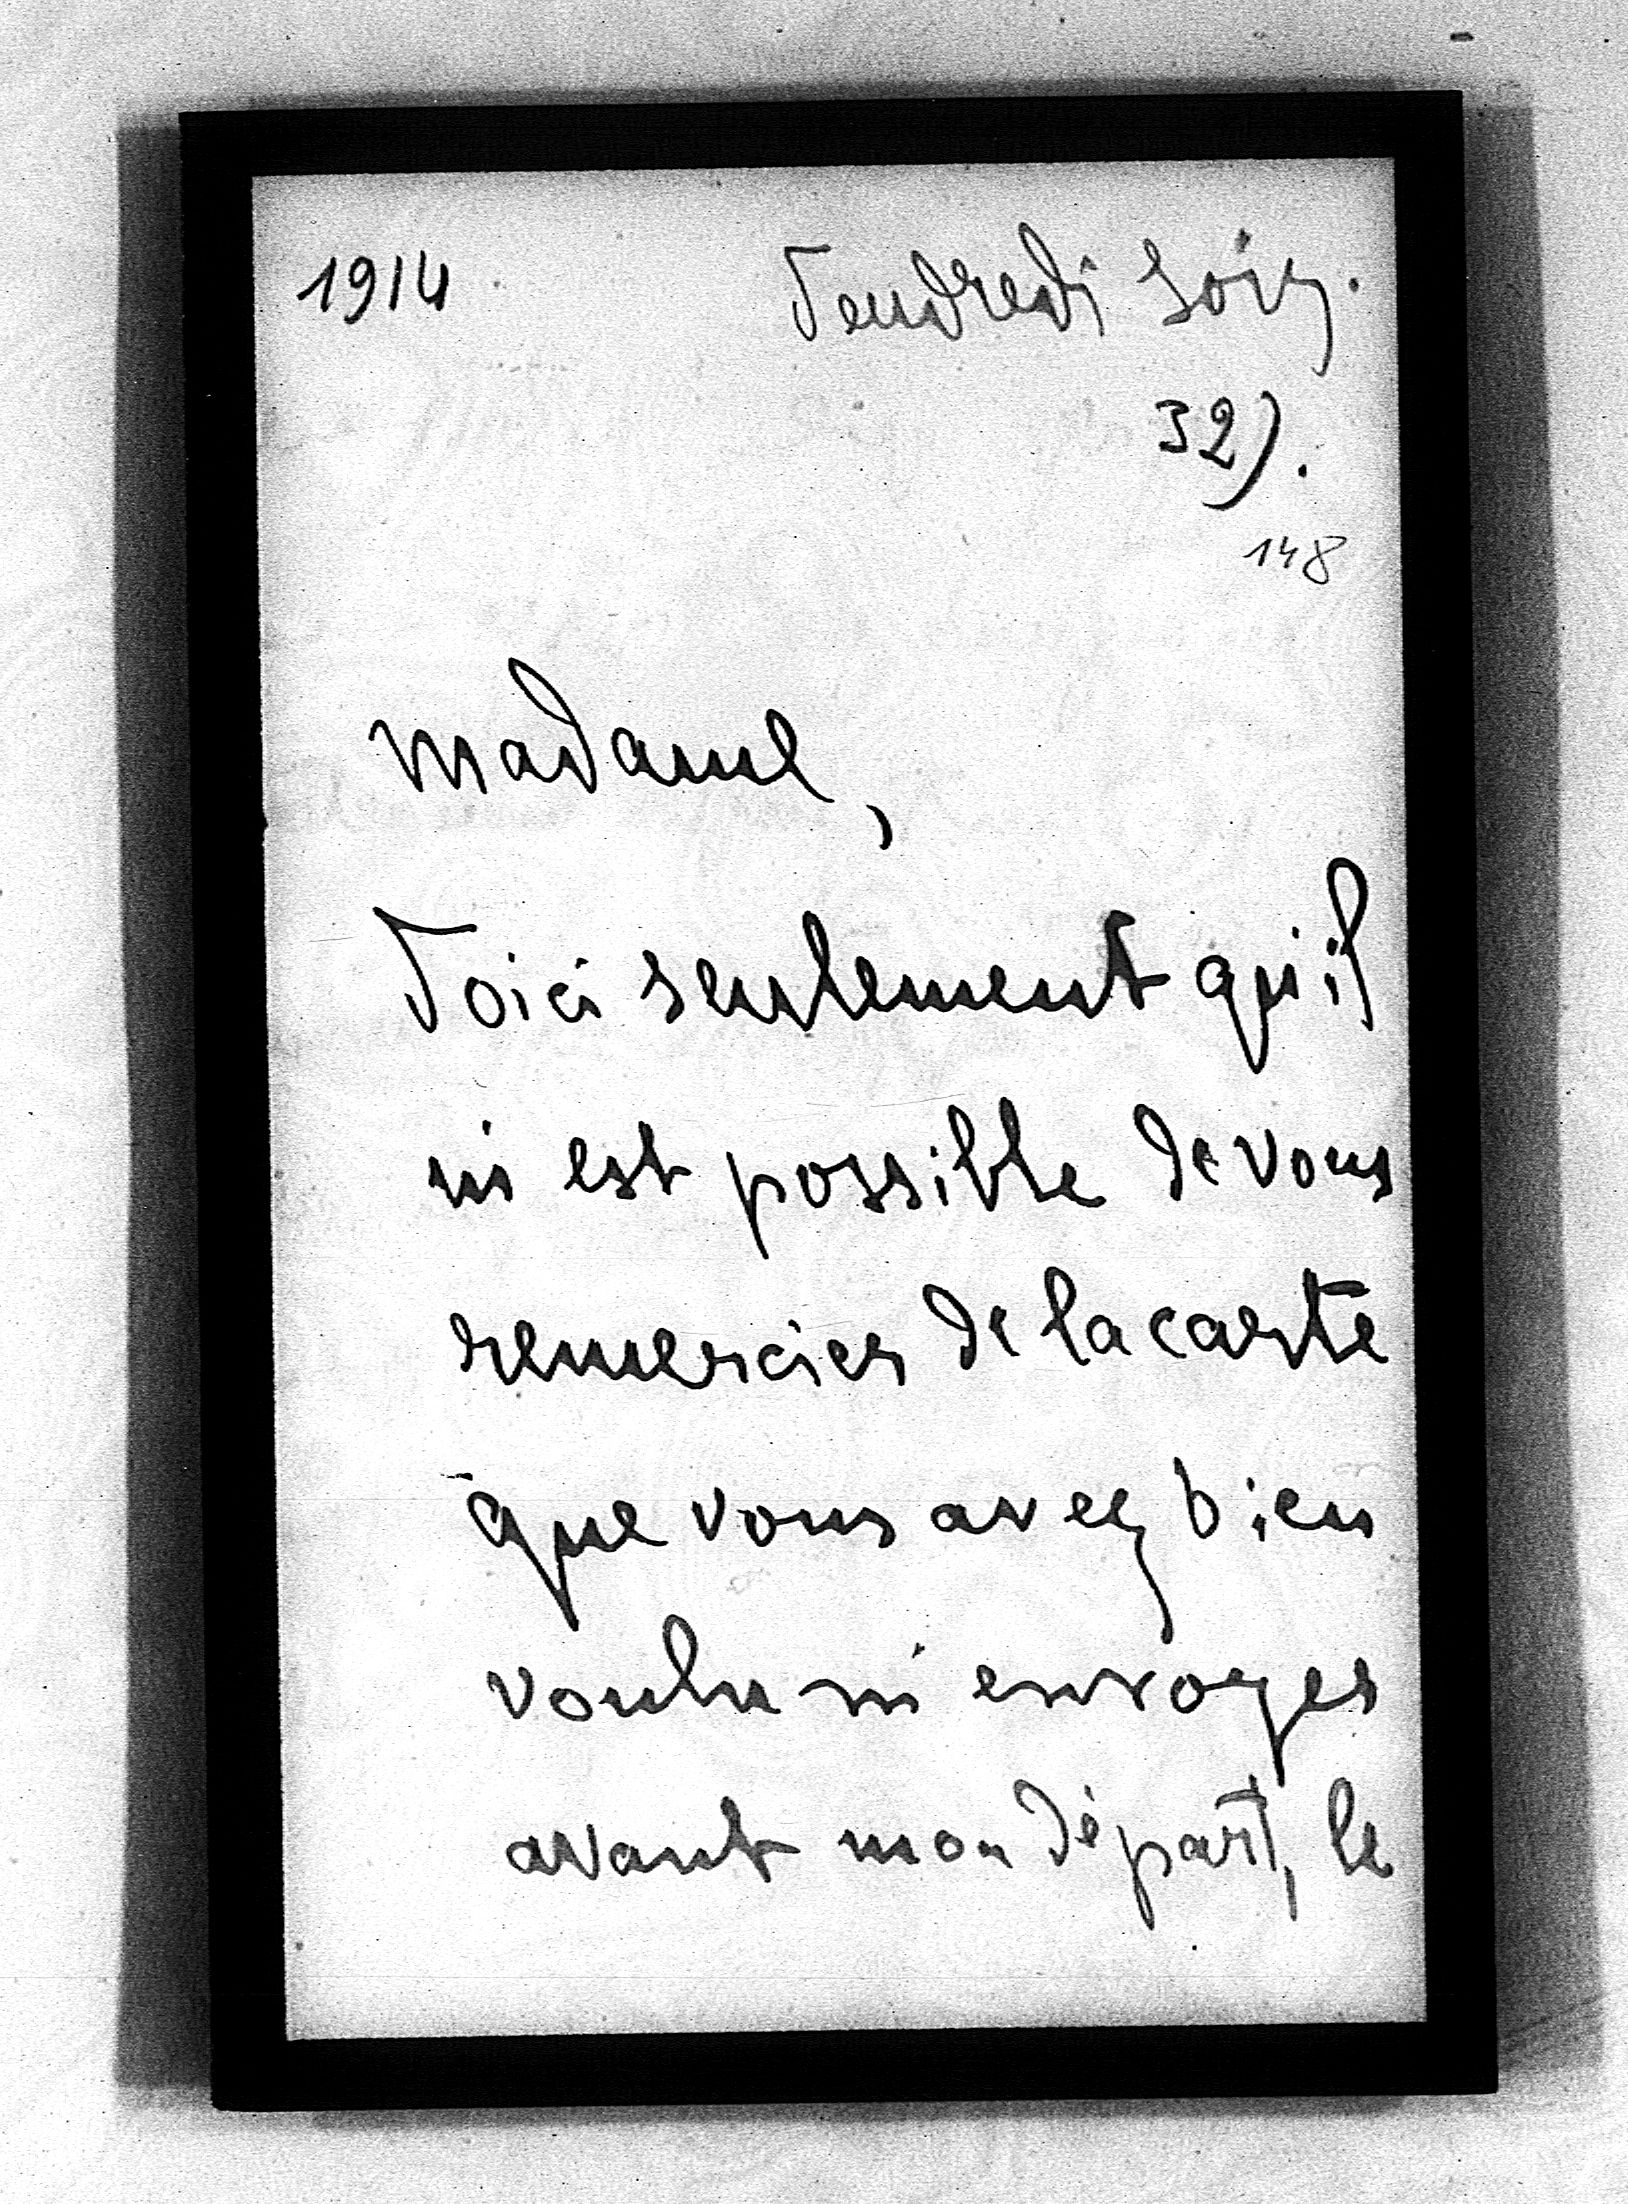 1914 Vendredi soir.
32).
148
Madame,
Voici seulement qu'il
m'est possible de vous
remercier de la carte
que vous avez bien
voulu m'envoyer
avant mon départ, le